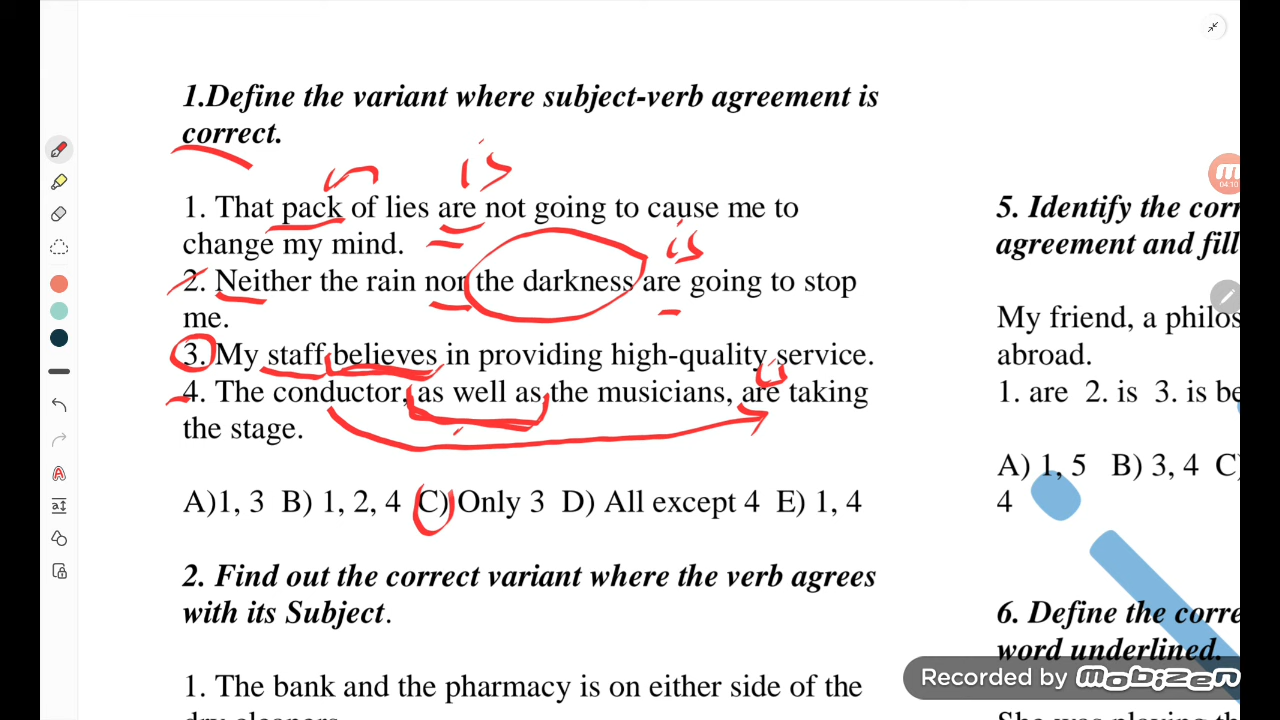 1.Define the variant where subject-verb agreement is
correct.
is
1. That pack of lies are not going to cause me to
change my mind.
is
2. Neither the rain nor the darkness are going to stop
me.
3. My staff believes in providing high-quality service.
4. The conductor, as well as the musicians, are taking
the stage.
A)1, 3 B) 1, 2, 4 C) Only 3 D) All except 4 E) 1, 4
2. Find out the correct variant where the verb agrees
with its Subject.
1. The bank and the pharmacy is on either side of the
5. Identify the
agreement and fill
My friend, a
abroad.
1. are 2. is 3. is
A) 1, 5 B) 3, 4 C)
4
6. Define the
word underlined.
She was playing
04:10
Recorded by
mobizen